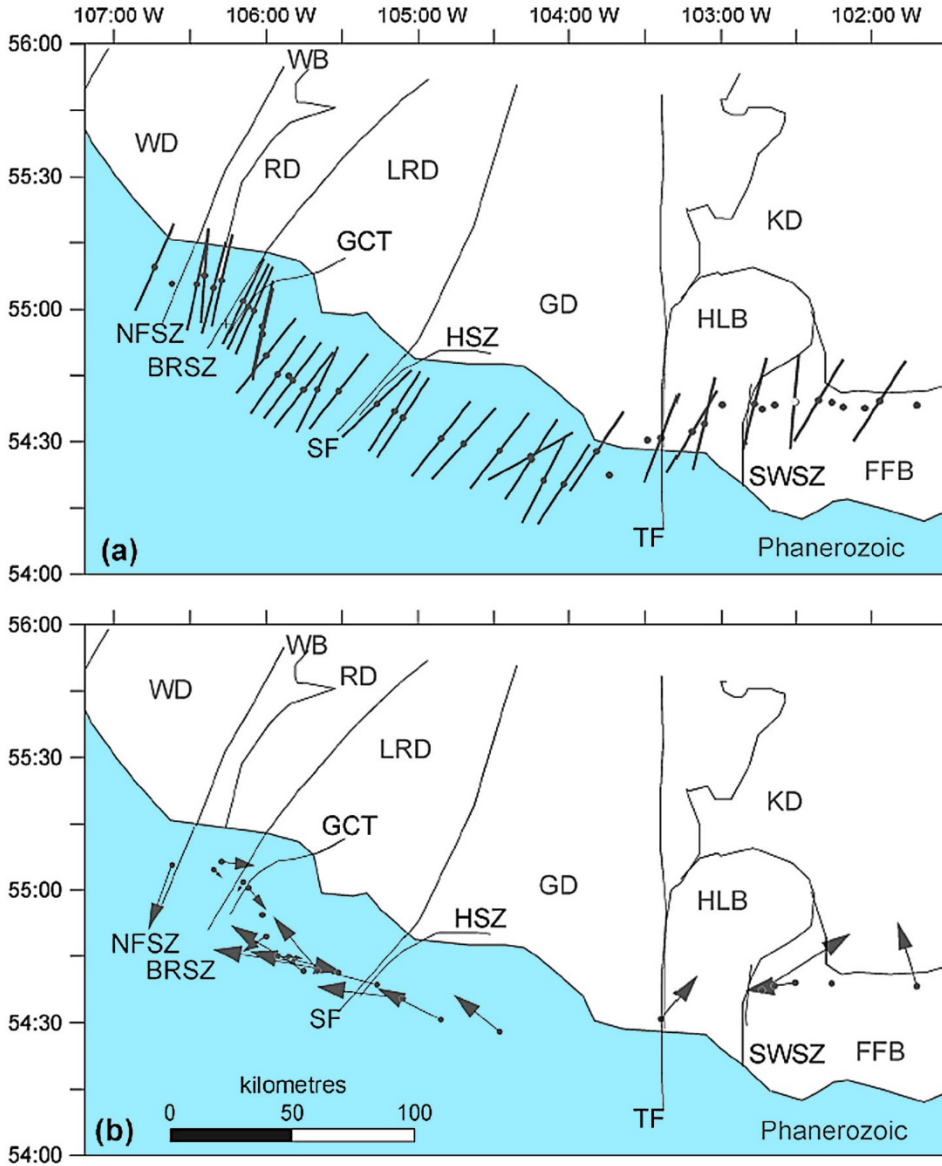 107:00 W 106:00 W 105:00 W 104:00 W 103:00 W 102:00 W
56:00
WB
WD
RD
LRD
55:30
KD
GCT
GD
55:00
HLB
NFSZ
HSZ
BRSZ
54:30
SF
SWSZ
FFB
TF
(a)
Phanerozoic
54:00
56:00
WB
WD
RD
LRD
55:30
KD
GCT
GD
HLB
55:00
HSZ
NFSZ
BRSZ
SF
54:30
SWSZ
FFB
kilometres
TF
0 50 100
(b)
Phanerozoic
54:00